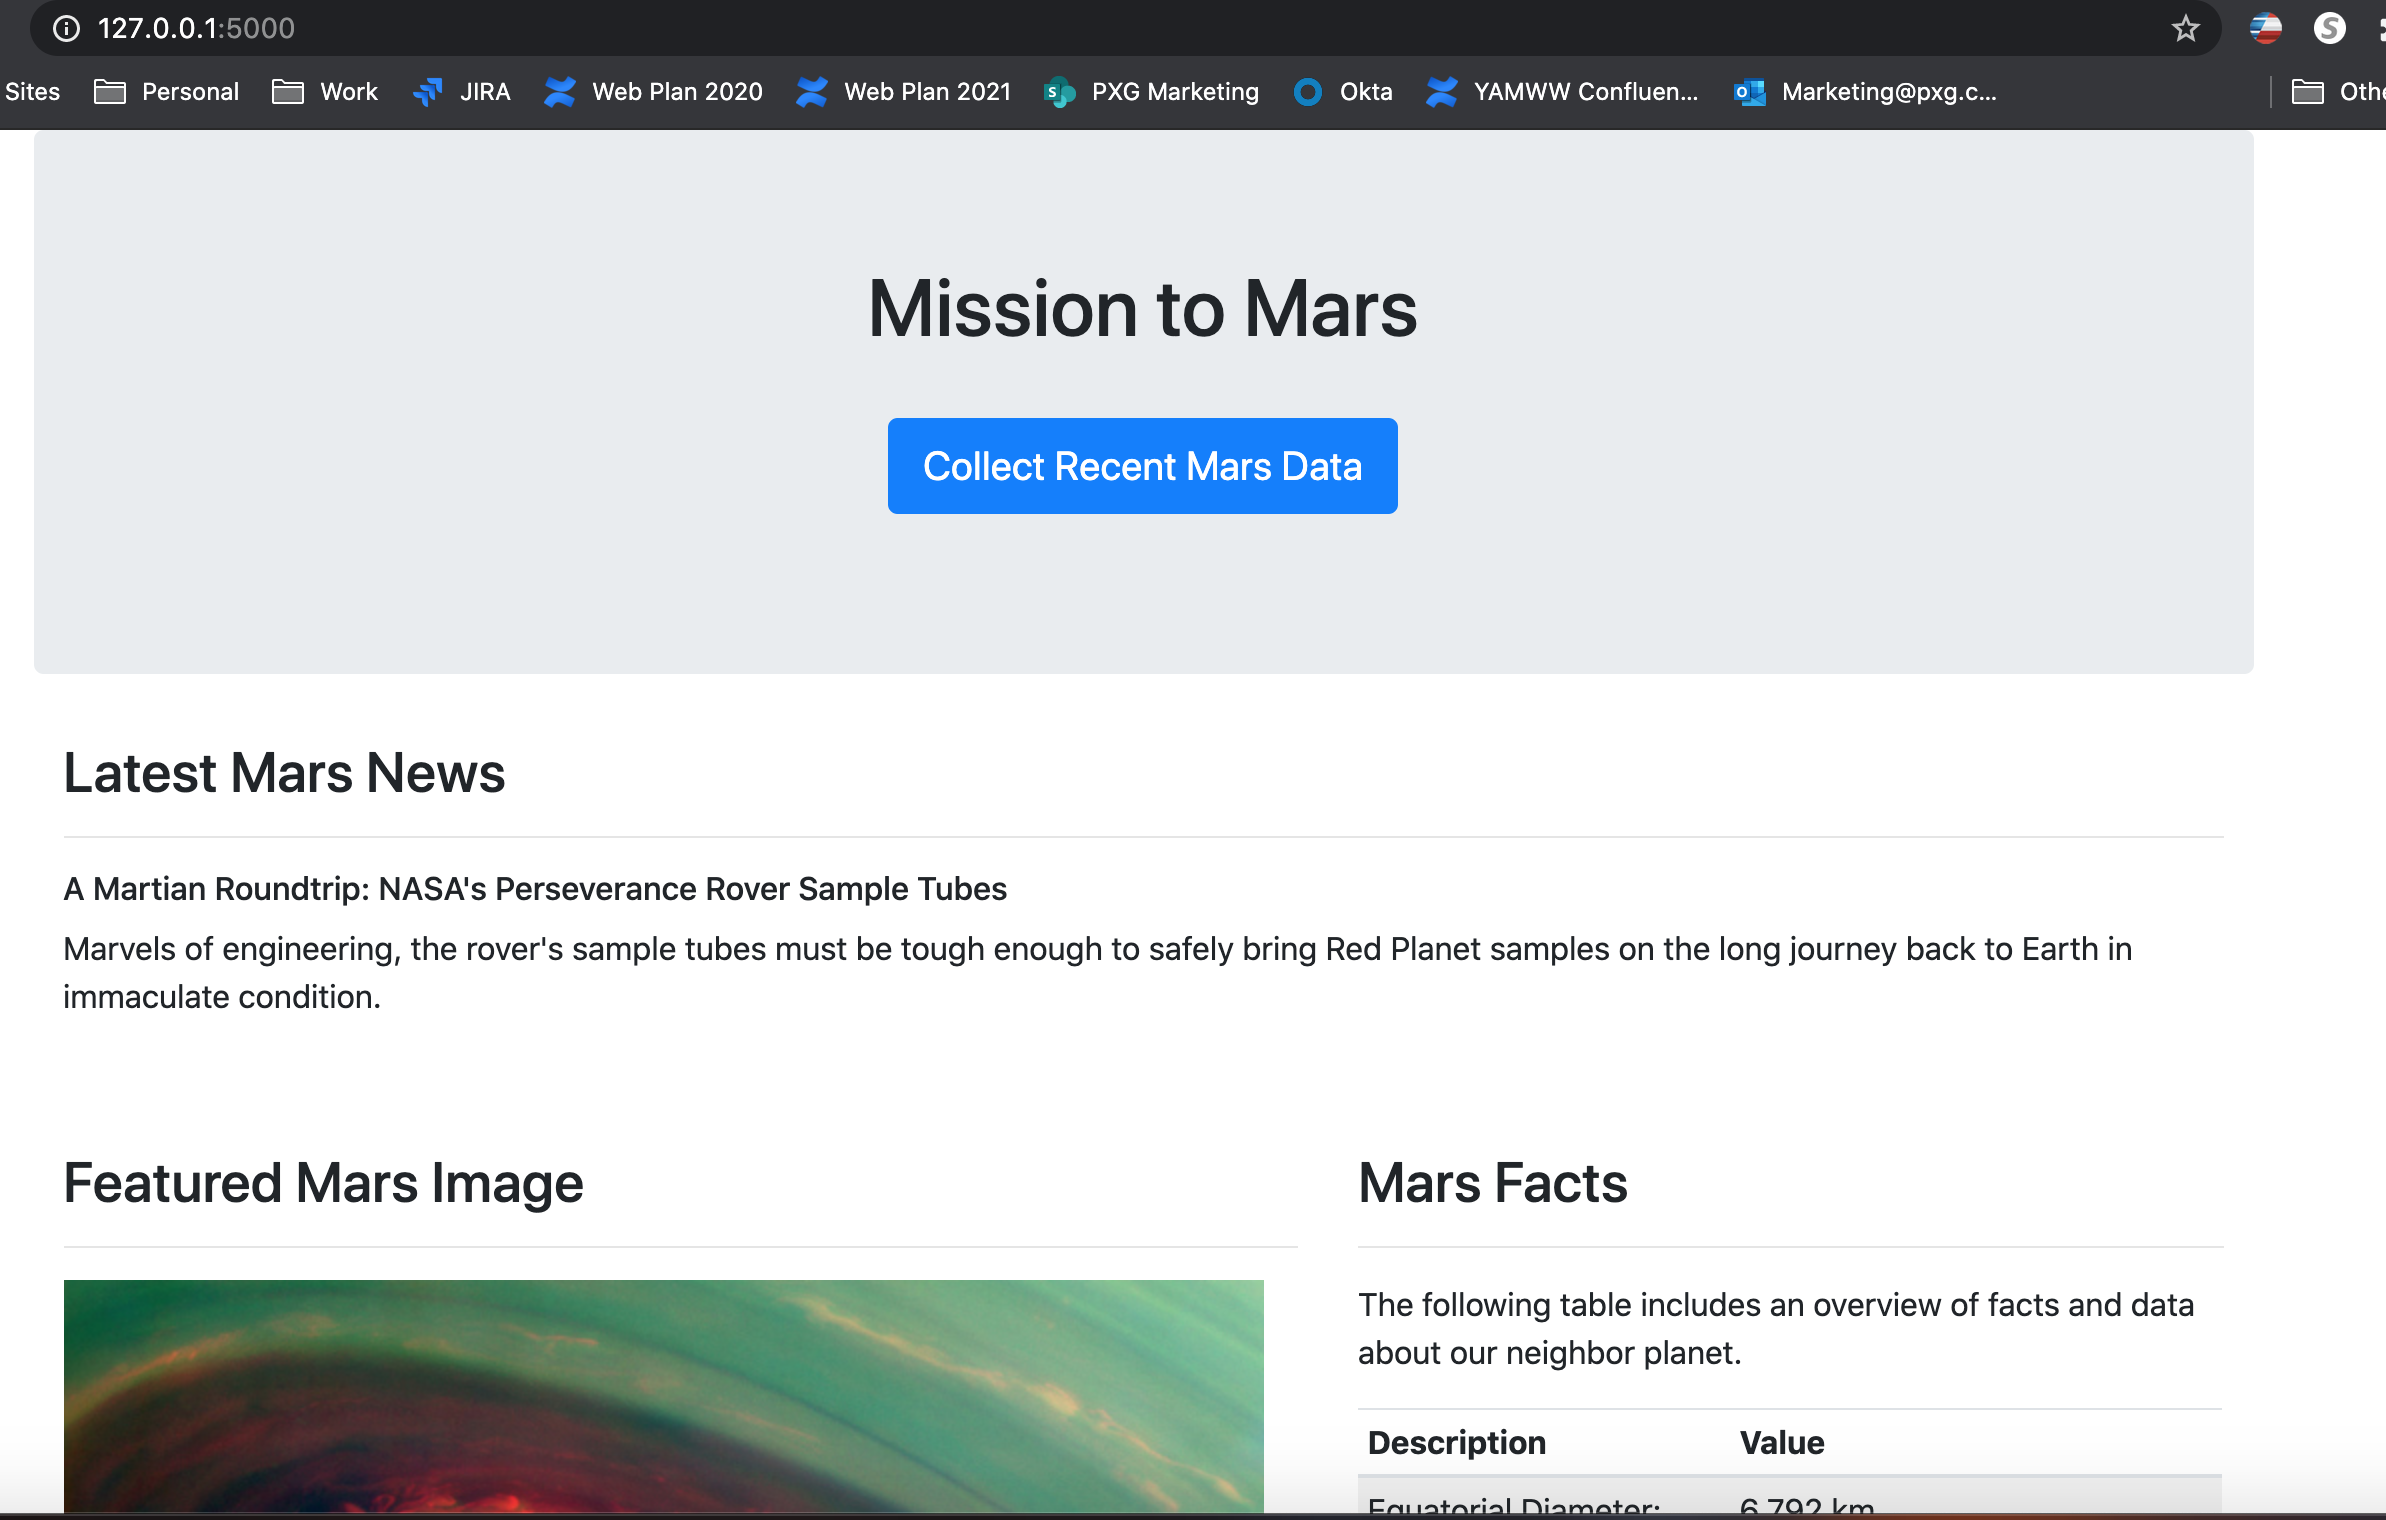 127.0.0.1:5000
Sites Personal Work JIRA Web Plan 2020 Web Plan 2021 PXG Marketing Okta YAMWW Confluen... Marketing@pxg.c...
Mission to Mars
Collect Recent Mars Data
Latest Mars News
A Martian Roundtrip: NASA's Perseverance Rover Sample Tubes
Marvels of engineering, the rover's sample tubes must be tough enough to safely bring Red Planet samples on the long journey back to Earth in
immaculate condition.
Featured Mars Image
Mars Facts
The following table includes an overview of facts and data
about our neighbor planet.
Description Value
Equatorial Diameter: 6,792 km